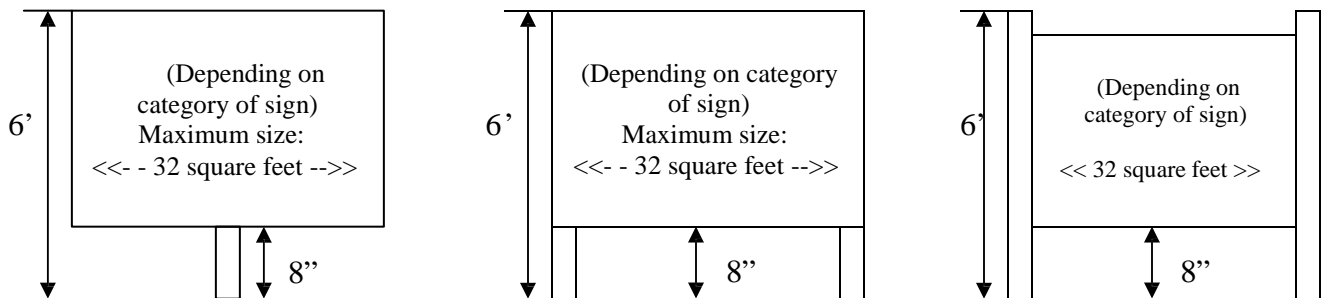 6’
(Depending on
category of sign)
Maximum size:
<<- - 32 square feet -->>
8”
6’
(Depending on category
of sign)
Maximum size:
<<- - 32 square feet -->>
8”
6’
(Depending on
category of sign)
<< 32 square feet >>
8”